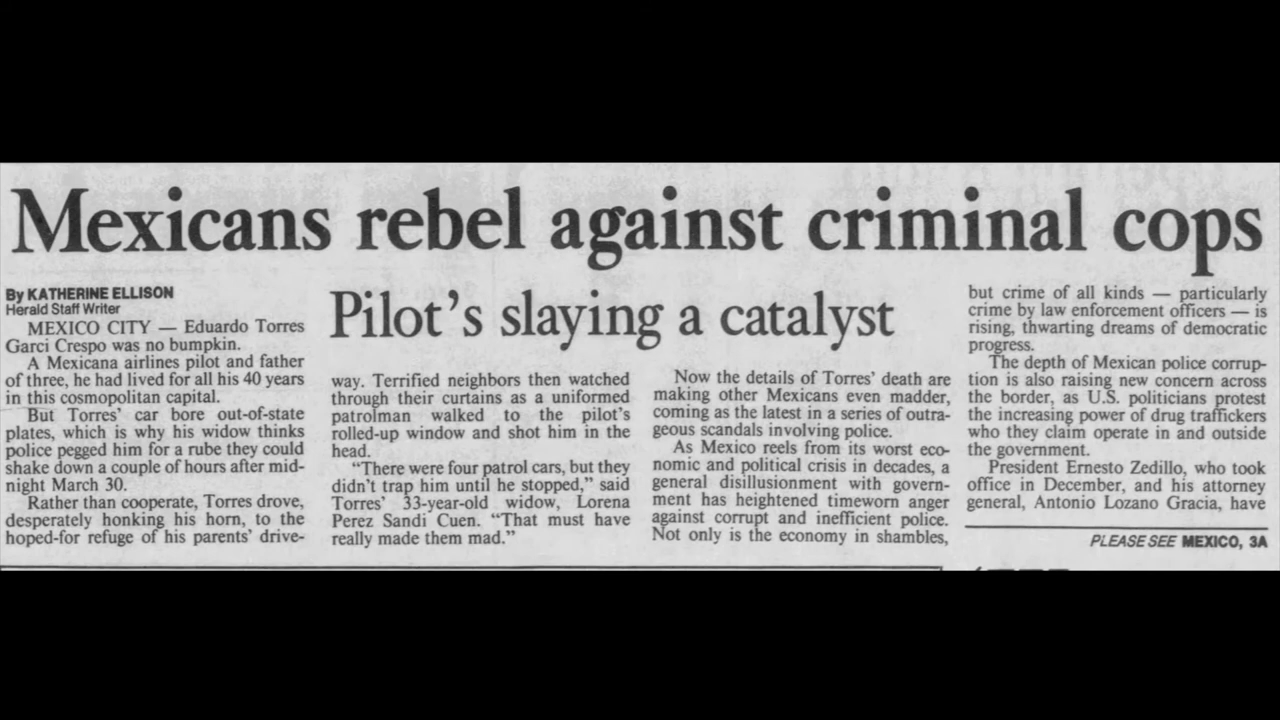 Mexicans rebel against criminal cops
By KATHERINE ELLISON
Herald Staff Writer
MEXICO CITY — Eduardo Torres
Garci Crespo was no bumpkin.
A Mexicana airlines pilot and father
of three, he had lived for all his 40 years
in this cosmopolitan capital.
But Torres' car bore out-of-state
plates, which is why his widow thinks
police pegged him for a rube they could
shake down a couple of hours after mid-
night March 30.
Rather than cooperate, Torres drove,
desperately honking his horn, to the
hoped-for refuge of his parents' drive-
Pilot's slaying a catalyst
way. Terrified neighbors then watched
through their curtains as a uniformed
patrolman walked to the pilot's
rolled-up window and shot him in the
head.
"There were four patrol cars, but they
didn't trap him until he stopped," said
Torres' 33-year-old widow, Lorena
Perez Sandi Cuen. "That must have
really made them mad."
Now the details of Torres' death are
making other Mexicans even madder,
coming as the latest in a series of outra-
geous scandals involving police.
As Mexico reels from its worst eco-
nomic and political crisis in decades, a
general disillusionment with govern-
ment has heightened timeworn anger
against corrupt and inefficient police.
Not only is the economy in shambles,
but crime of all kinds — particularly
crime by law enforcement officers — is
rising, thwarting dreams of democratic
progress.
The depth of Mexican police corrup-
tion is also raising new concern across
the border, as U.S. politicians protest
the increasing power of drug traffickers
who they claim operate in and outside
the government.
President Ernesto Zedillo, who took
office in December, and his attorney
general, Antonio Lozano Gracia, have
PLEASE SEE MEXICO, 3A